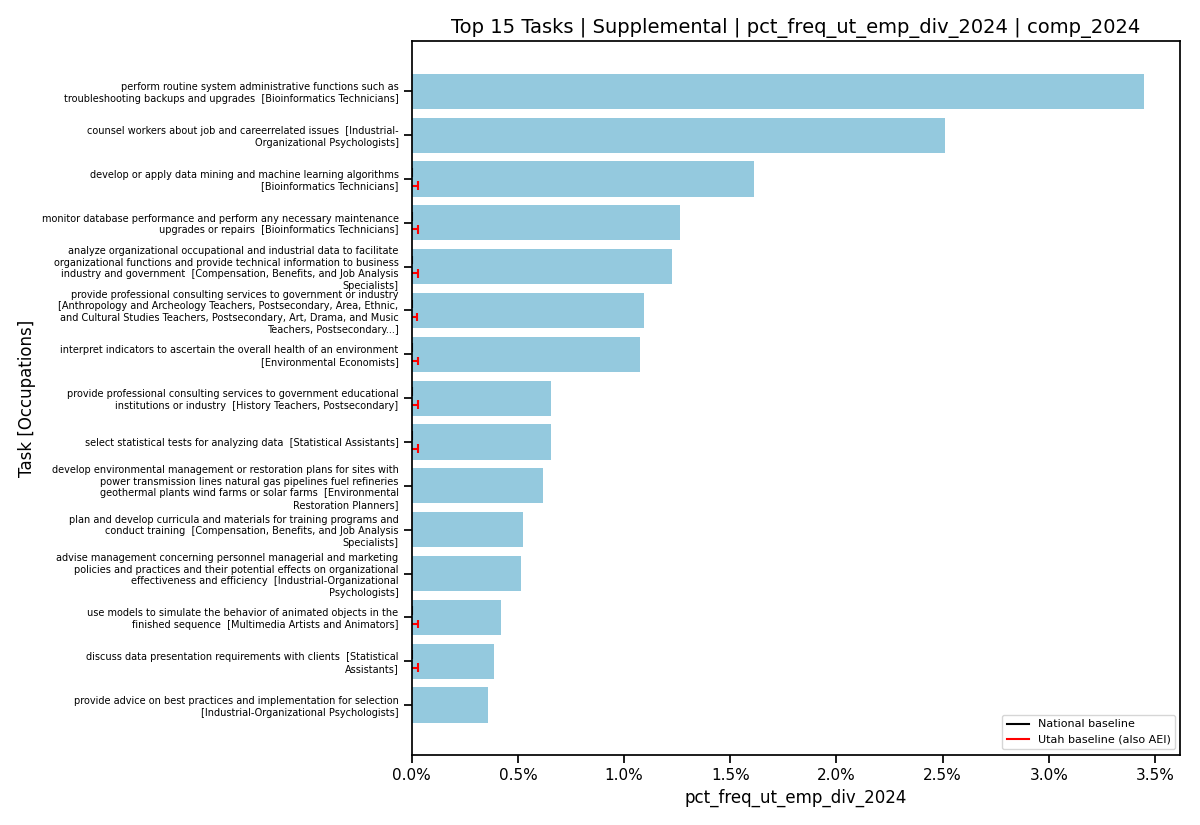 Top 15 Tasks | Supplemental | pct_freq_ut_emp_div_2024 | comp_2024
Task [Occupations]
perform routine system administrative functions such as
troubleshooting backups and upgrades  [Bioinformatics Technicians]
counsel workers about job and careerrelated issues  [Industrial-
Organizational Psychologists]
develop or apply data mining and machine learning algorithms
[Bioinformatics Technicians]
monitor database performance and perform any necessary maintenance
upgrades or repairs  [Bioinformatics Technicians]
analyze organizational occupational and industrial data to facilitate
organizational functions and provide technical information to business
industry and government  [Compensation, Benefits, and Job Analysis
Specialists]
provide professional consulting services to government or industry
[Anthropology and Archeology Teachers, Postsecondary, Area, Ethnic,
and Cultural Studies Teachers, Postsecondary, Art, Drama, and Music
Teachers, Postsecondary...]
interpret indicators to ascertain the overall health of an environment
[Environmental Economists]
provide professional consulting services to government educational
institutions or industry  [History Teachers, Postsecondary]
select statistical tests for analyzing data  [Statistical Assistants]
develop environmental management or restoration plans for sites with
power transmission lines natural gas pipelines fuel refineries
geothermal plants wind farms or solar farms  [Environmental
Restoration Planners]
plan and develop curricula and materials for training programs and
conduct training  [Compensation, Benefits, and Job Analysis
Specialists]
advise management concerning personnel managerial and marketing
policies and practices and their potential effects on organizational
effectiveness and efficiency  [Industrial-Organizational
Psychologists]
use models to simulate the behavior of animated objects in the
finished sequence  [Multimedia Artists and Animators]
discuss data presentation requirements with clients  [Statistical
Assistants]
provide advice on best practices and implementation for selection
[Industrial-Organizational Psychologists]
National baseline
Utah baseline (also AEI)
0.0% 0.5% 1.0% 1.5% 2.0% 2.5% 3.0% 3.5%
pct_freq_ut_emp_div_2024